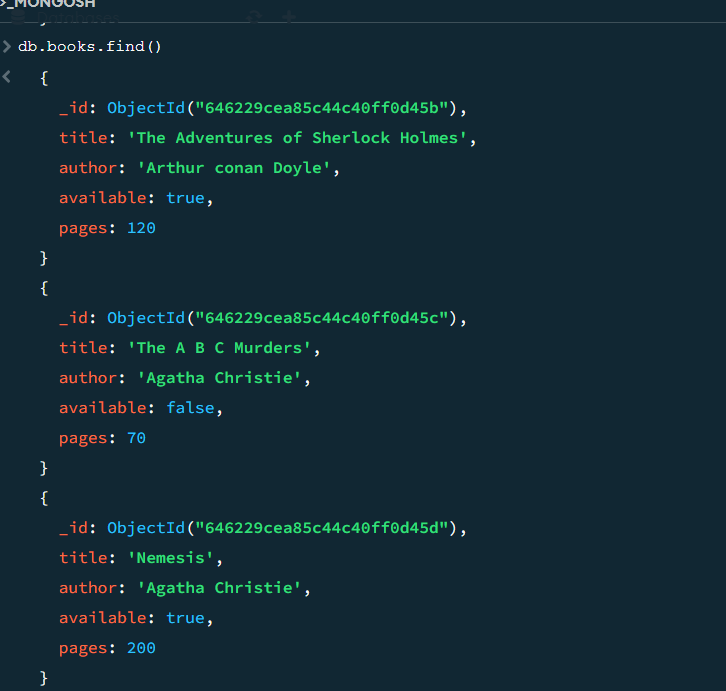 >_MONGOSH
> db.books.find()
< {
_id: ObjectId("646229cea85c44c40ff0d45b"),
title: 'The Adventures of Sherlock Holmes',
author: 'Arthur conan Doyle',
available: true,
pages: 120
}
{
_id: ObjectId("646229cea85c44c40ff0d45c"),
title: 'The A B C Murders',
author: 'Agatha Christie',
available: false,
pages: 70
}
{
_id: ObjectId("646229cea85c44c40ff0d45d"),
title: 'Nemesis',
author: 'Agatha Christie',
available: true,
pages: 200
}